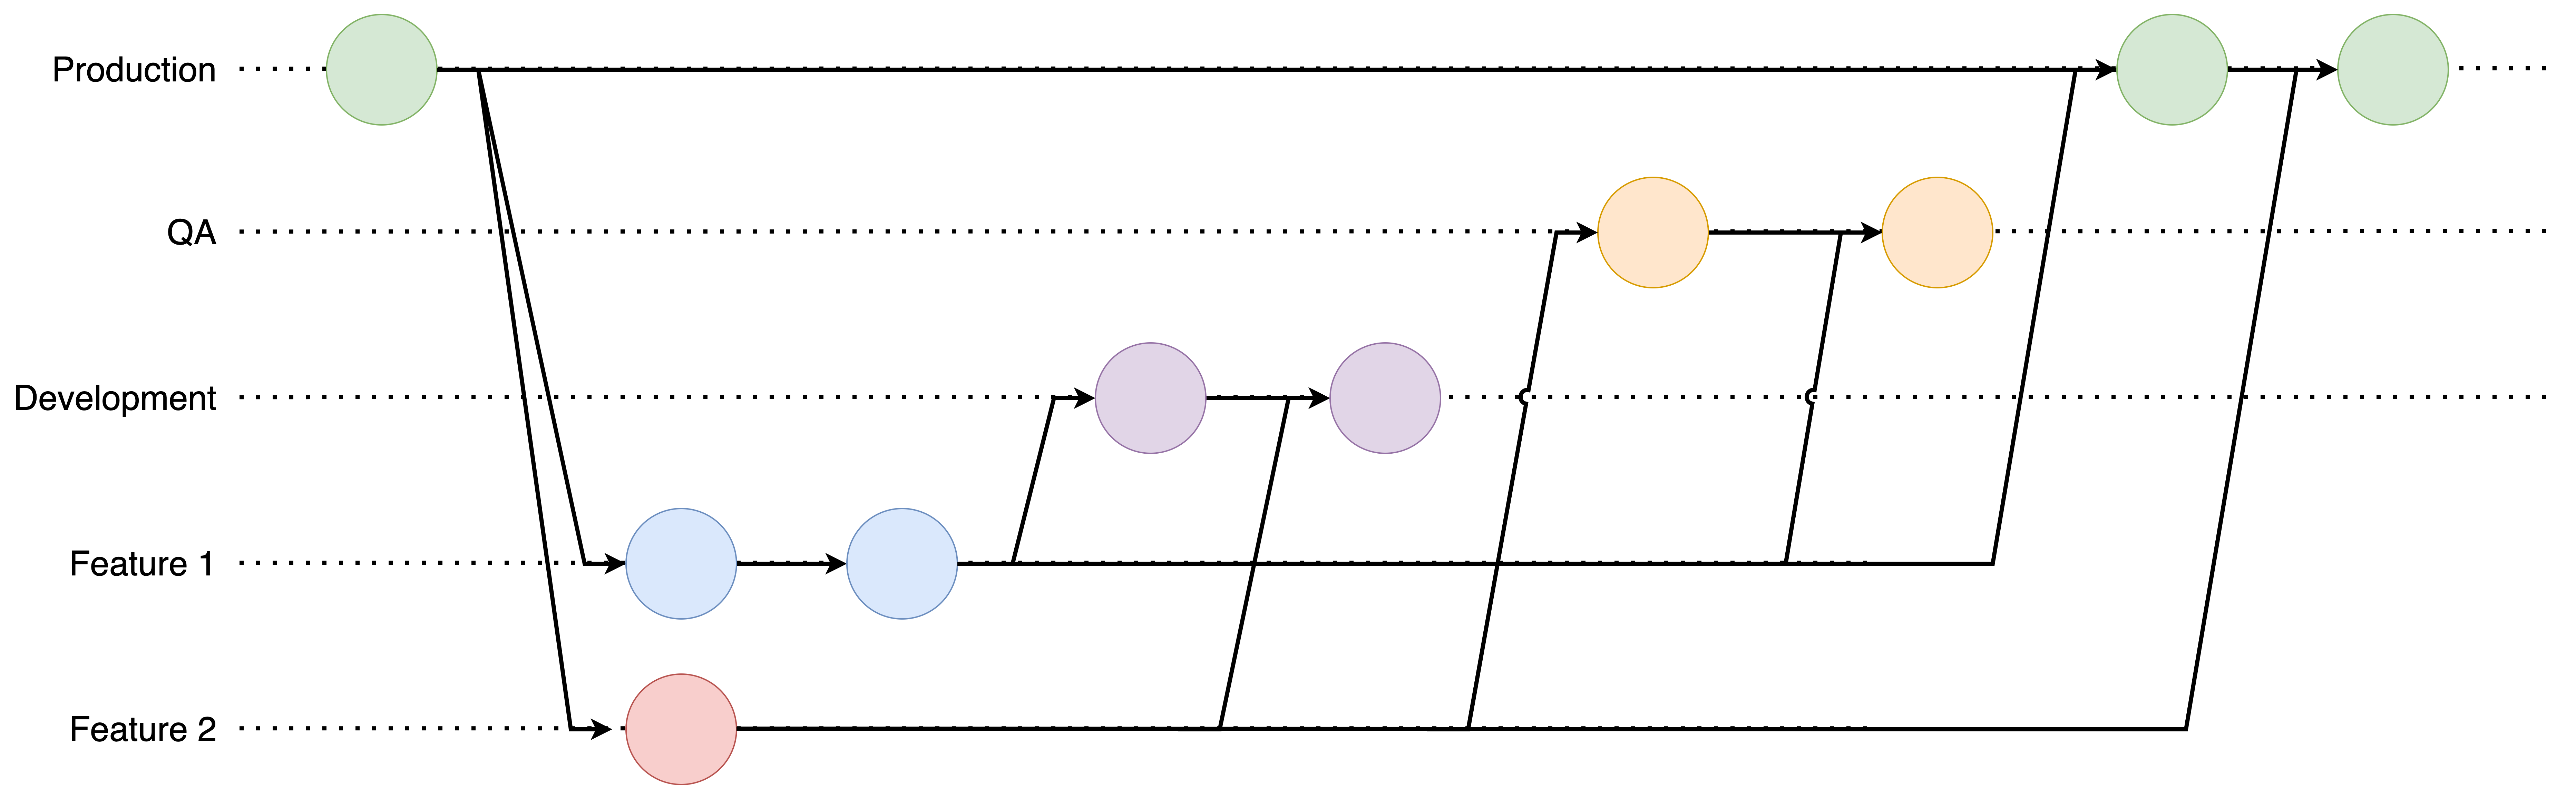 Production
QA
Development
Feature 1
Feature 2